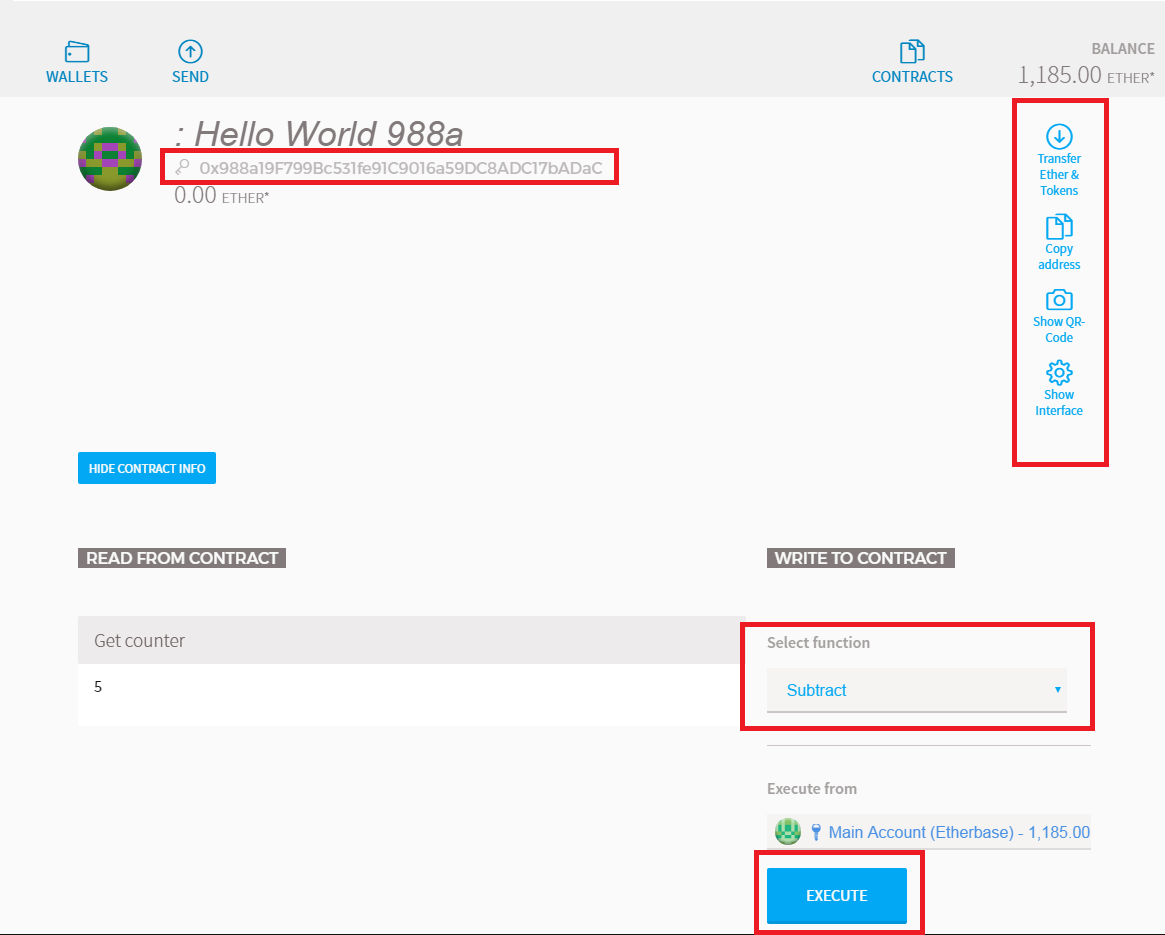 WALLETS
SEND
CONTRACTS
BALANCE
1,185.00 ETHER*
: Hello World 988a
0x988a19F799Bc531fe91C9016a59DC8ADC17bADaC
0.00 ETHER*
Transfer
Ether &
Tokens
Copy
address
Show QR-
Code
Show
Interface
HIDE CONTRACT INFO
READ FROM CONTRACT
Get counter
5
WRITE TO CONTRACT
Select function
Subtract
Execute from
Main Account (Etherbase) - 1,185.00
EXECUTE